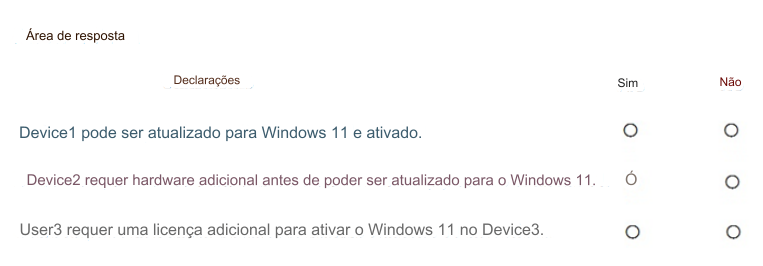 Área de resposta
Declarações Sim Não
Device1 pode ser atualizado para Windows 11 e ativado.
Device2 requer hardware adicional antes de poder ser atualizado para o Windows 11. Ó
User3 requer uma licença adicional para ativar o Windows 11 no Device3.